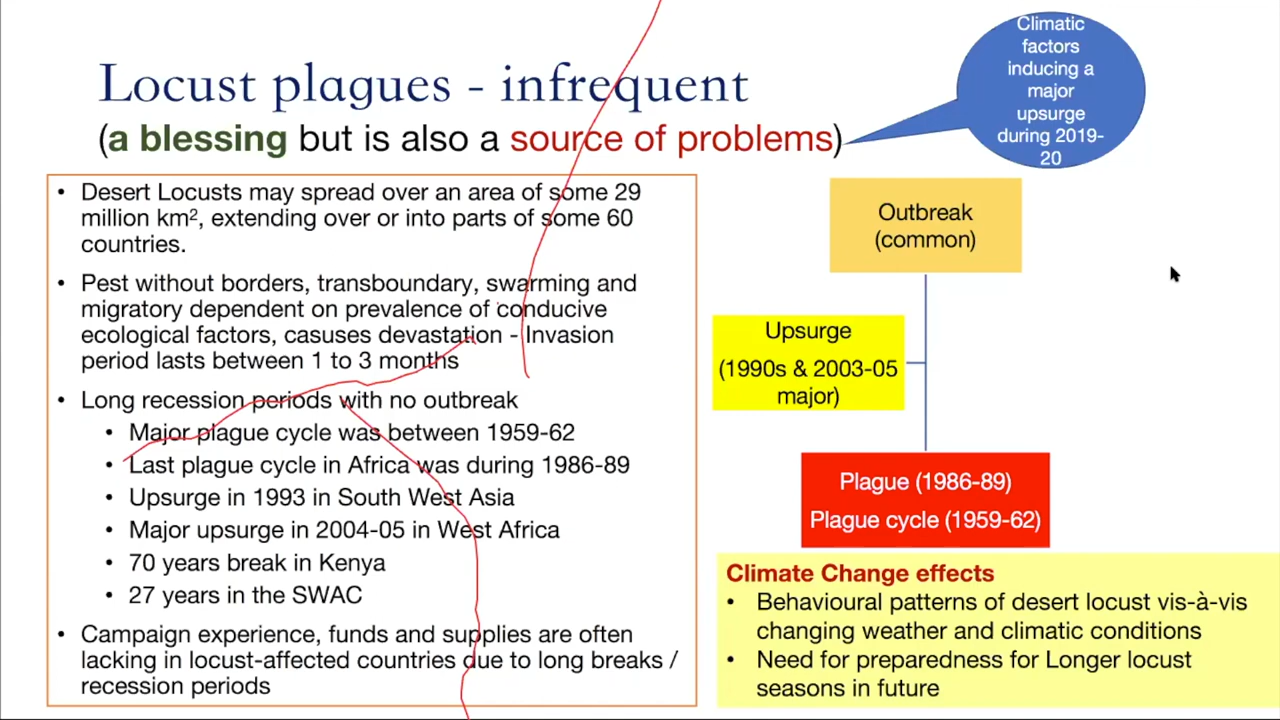 Locust plagues - infrequent
(a blessing but is also a source of problems)
Climatic
factors
inducing a
major
upsurge
during 2019-
20
• Desert Locusts may spread over an area of some 29
million km², extending over or into parts of some 60
countries.
• Pest without borders, transboundary, swarming and
migratory dependent on prevalence of conducive
ecological factors, casuses devastation - Invasion
period lasts between 1 to 3 months
• Long recession periods with no outbreak
• Major plague cycle was between 1959-62
• Last plague cycle in Africa was during 1986-89
• Upsurge in 1993 in South West Asia
• Major upsurge in 2004-05 in West Africa
• 70 years break in Kenya
• 27 years in the SWAC
• Campaign experience, funds and supplies are often
lacking in locust-affected countries due to long breaks /
recession periods
Outbreak
(common)
Upsurge
(1990s & 2003-05
major)
Plague (1986-89)
Plague cycle (1959-62)
Climate Change effects
• Behavioural patterns of desert locust vis-à-vis
changing weather and climatic conditions
• Need for preparedness for Longer locust
seasons in future